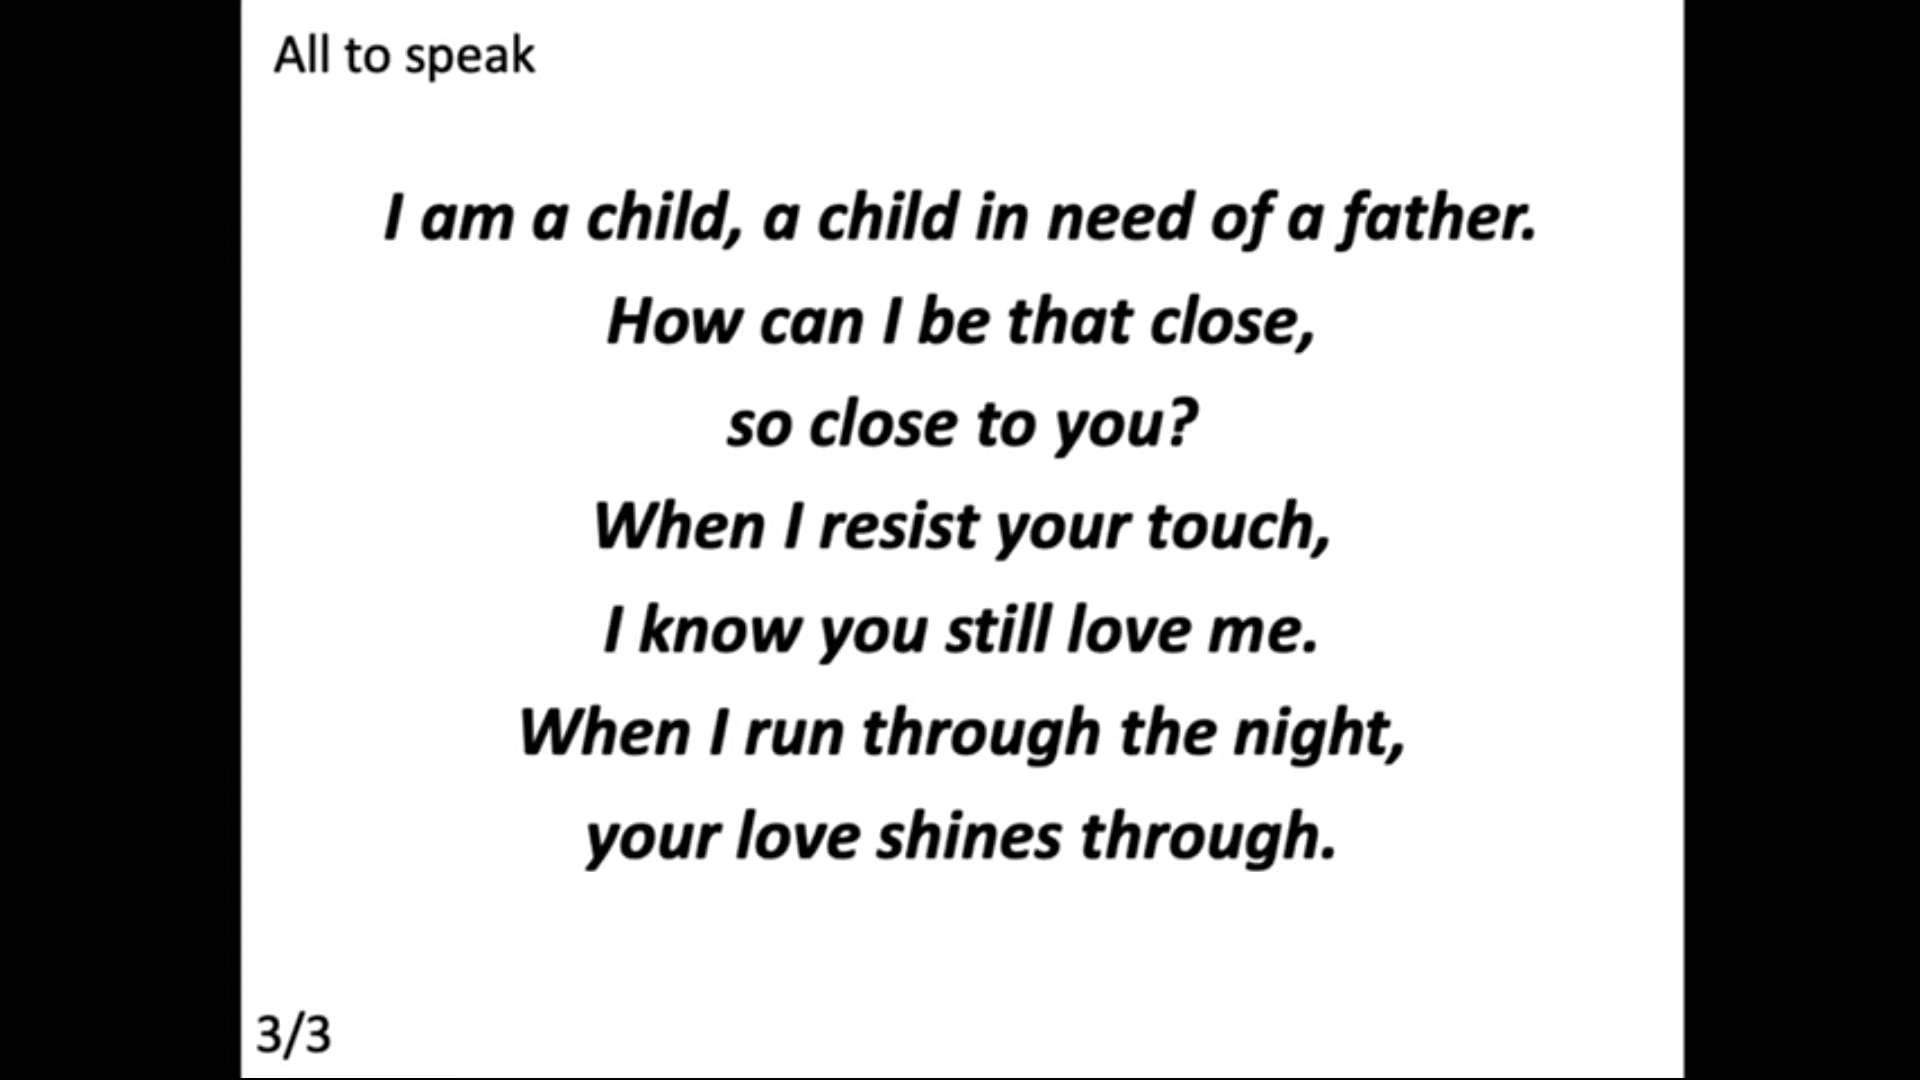 All to speak
I am a child, a child in need of a father.
How can I be that close,
so close to you?
When I resist your touch,
I know you still love me.
When I run through the night,
your love shines through.
3/3